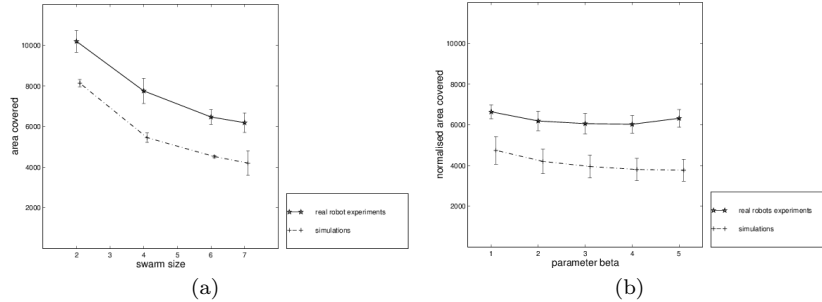 10000
8000
6000
4000
2000
area covered
2 3 4 5 6 7
swarm size
real robot experiments
simulations
(a)
10000
8000
6000
4000
2000
normalised area covered
1 2 3 4 5
parameter beta
real robots experiments
simulations
(b)